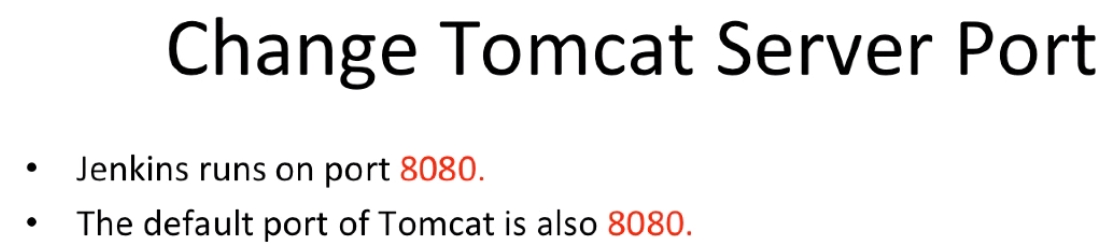 Change Tomcat Server Port
• Jenkins runs on port 8080.
• The default port of Tomcat is also 8080.